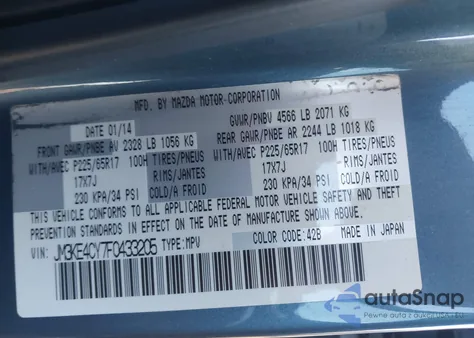 MFD. BY MAZDA MOTOR-CORPORATION
DATE 01/14 GVWR/PNBV 4566 LB 2071 KG
FRONT GAWR/PNBE AV 2328 LB 1056 KG REAR GAWR/PNBE AR 2244 LB 1018 KG
WITH/AVEC P225/65R17 100H TIRES/PNEUS WITH/AVEC P225/65R17 100H TIRES/PNEUS
17X7J RIMS/JANTES 17X7J RIMS/JANTES
230 KPA/34 PSI COLD/A FROID 230 KPA/34 PSI COLD/A FROID
THIS VEHICLE CONFORMS TO ALL APPLICABLE FEDERAL MOTOR VEHICLE SAFETY AND THEFT
PREVENTION STANDARDS IN EFFECT ON THE DATE OF MANUFACTURE SHOWN ABOVE.
VIN: JM3KE4CY7F0433205 TYPE:MPV COLOR CODE:42B MADE IN JAPAN
autoSnap
Pewne auta z USA